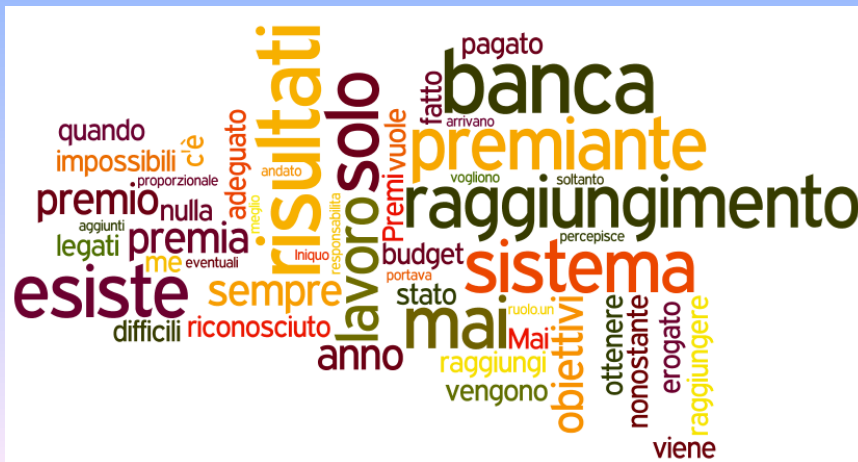 pagato
banca
fatto
arrivano
risultati
solo
quando
c'è
adeguato
impossibili
andato
Premi
vuole
premiante
proporzionale
vogliono
soltanto
premio
nulla
meglio
lavoro
raggiungimento
aggiunti
legati
premia
me
eventuali
Iniquo
responsabilita
budget
percepisce
portava
sistema
esiste
sempre
stato
ruolo.un
difficili
riconosciuto
mai
Mai
obiettivi
ottenere
nonostante
erogato
raggiungere
anno
raggiungi
vengono
viene